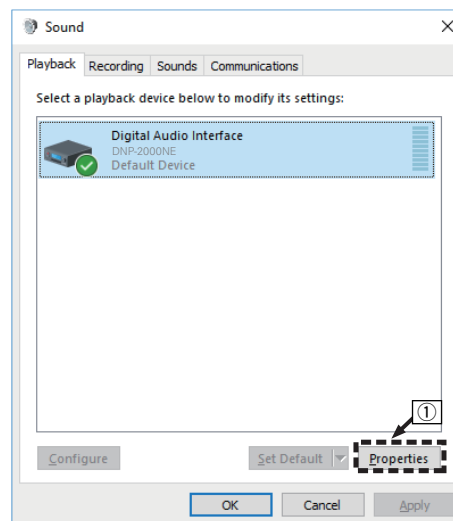 Sound
Playback Recording Sounds Communications
Select a playback device below to modify its settings:
Digital Audio Interface
DNP-2000NE
Default Device
①
Configure Set Default Properties
OK Cancel Apply